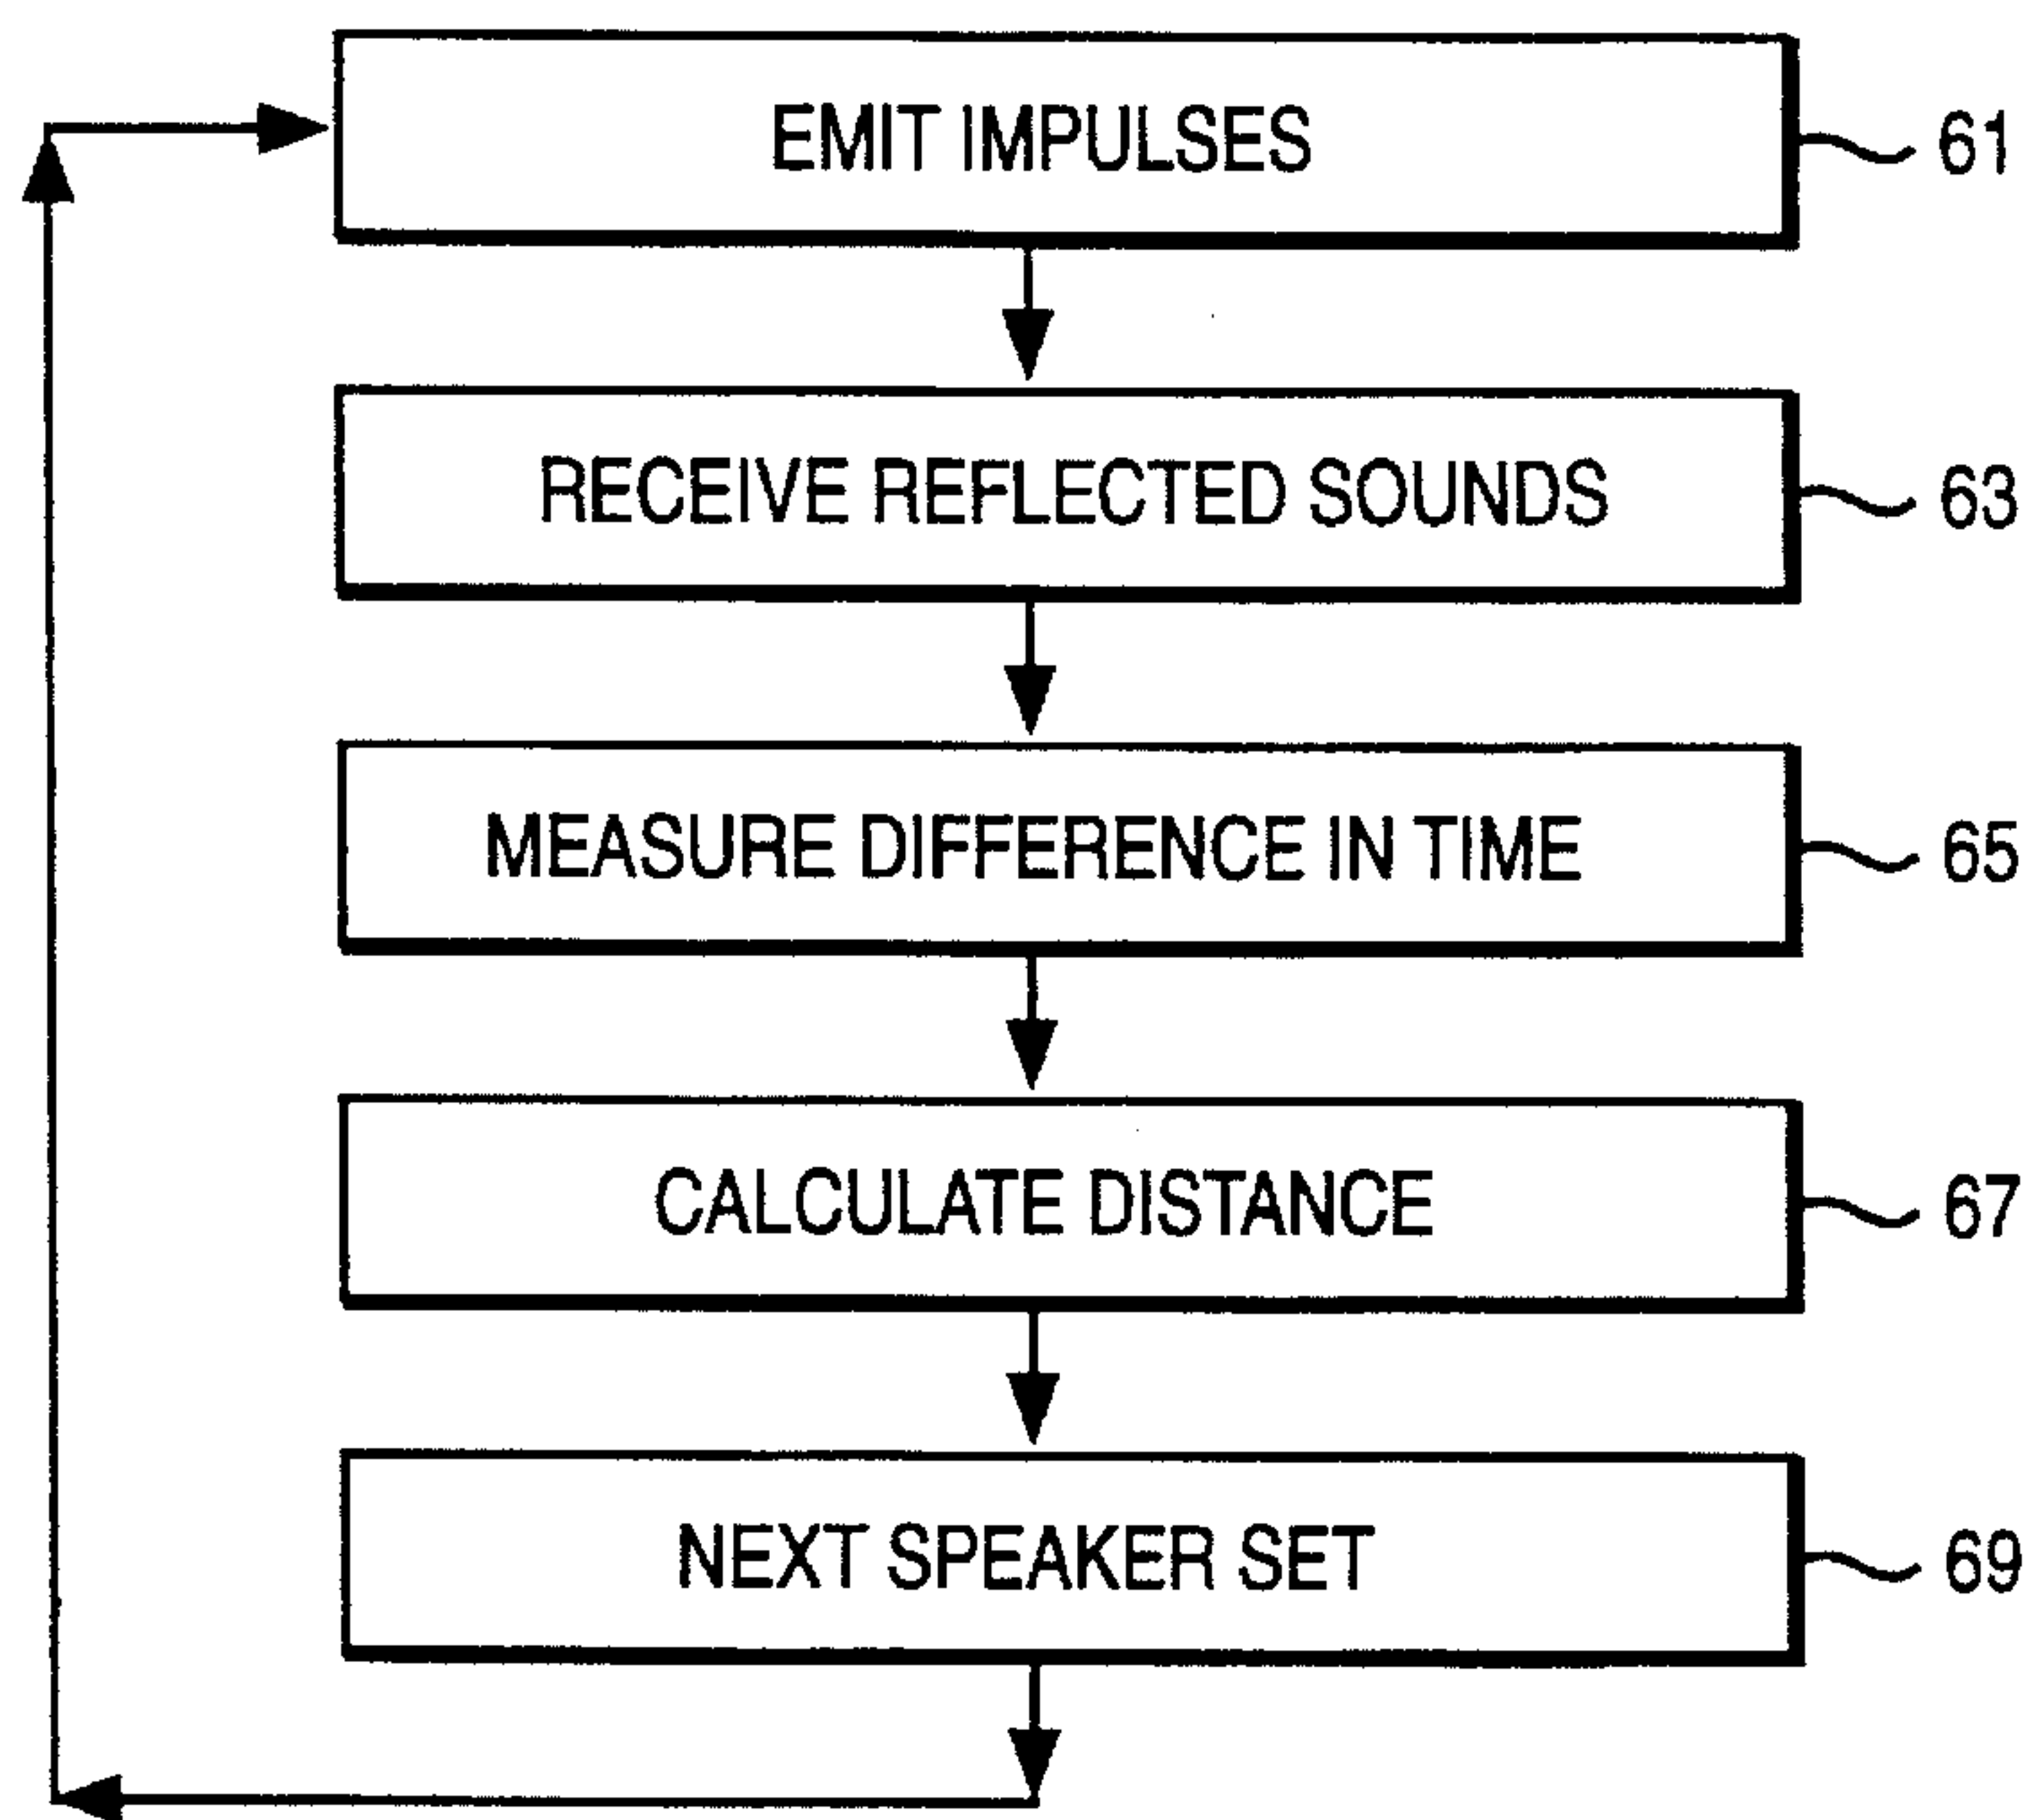 EMIT IMPULSES
61
RECEIVE REFLECTED SOUNDS
63
MEASURE DIFFERENCE IN TIME
65
CALCULATE DISTANCE
67
NEXT SPEAKER SET
69